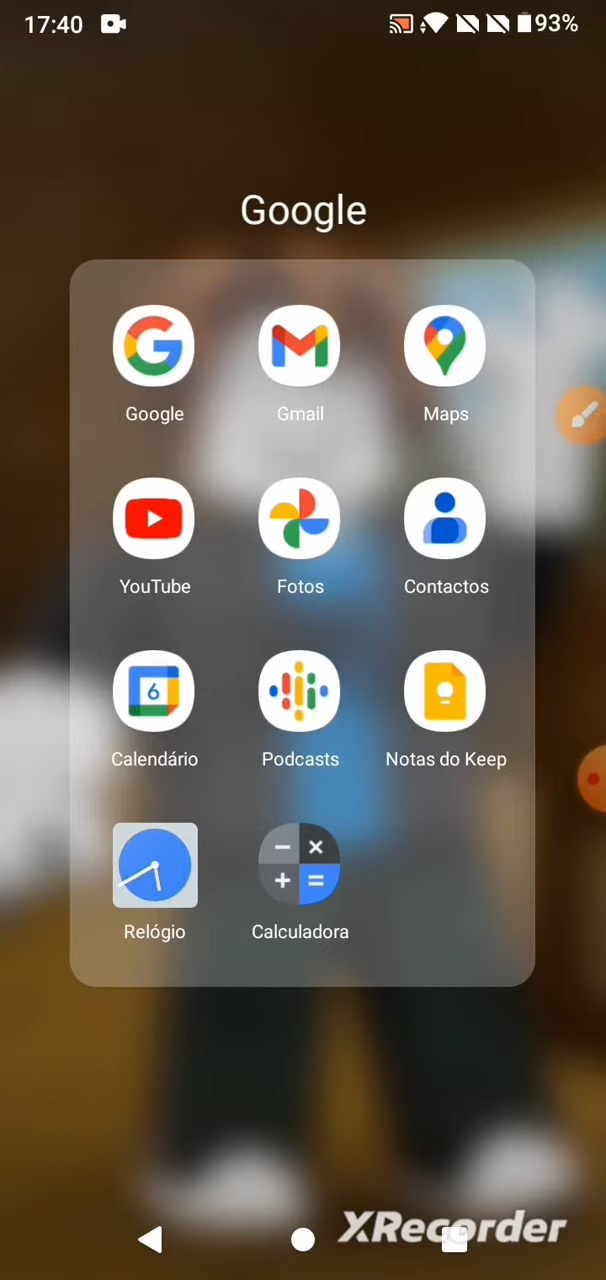 17:40
93%
Google
Google Gmail Maps
YouTube Fotos Contactos
6
Calendário Podcasts Notas do Keep
Relógio Calculadora
XRecorder